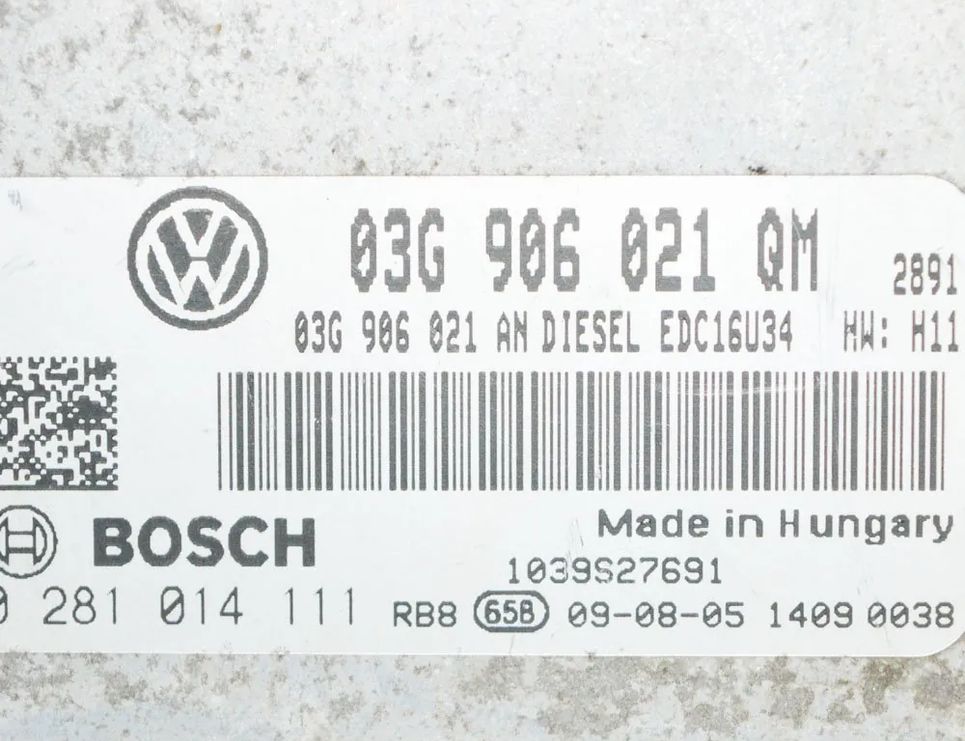 03G 906 021 QM 2891
03G 906 021 AN DIESEL EDC16U34 HW: H11
BOSCH
Made in Hungary
1039S27691
0 281 014 111
RB8 65B 09-08-05 1409 0038